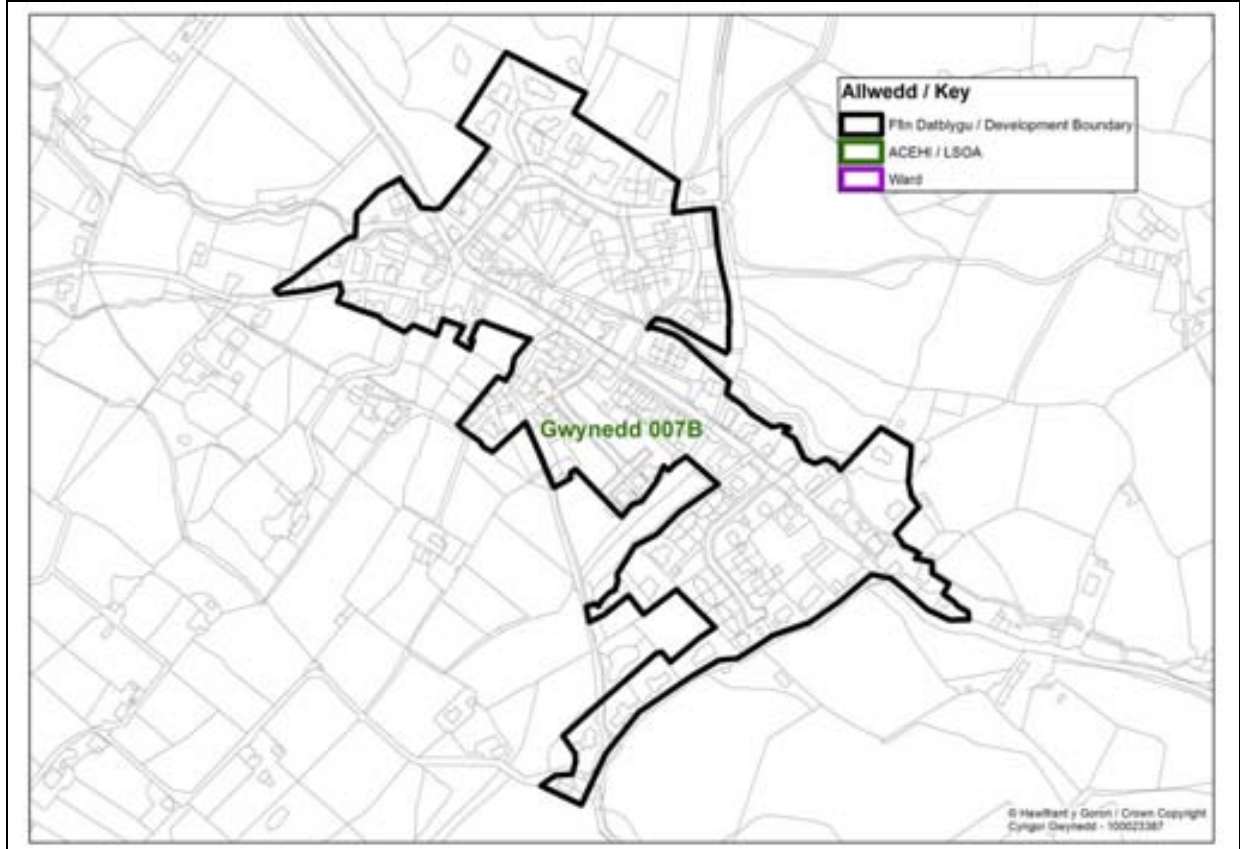 Allwedd / Key
Ffin Datblygu / Development Boundary
ACEHI / LSOA
Ward
Gwynedd 007B
© Hawlfraint y Goron / Crown Copyright
Cyngor Gwynedd - 100023387